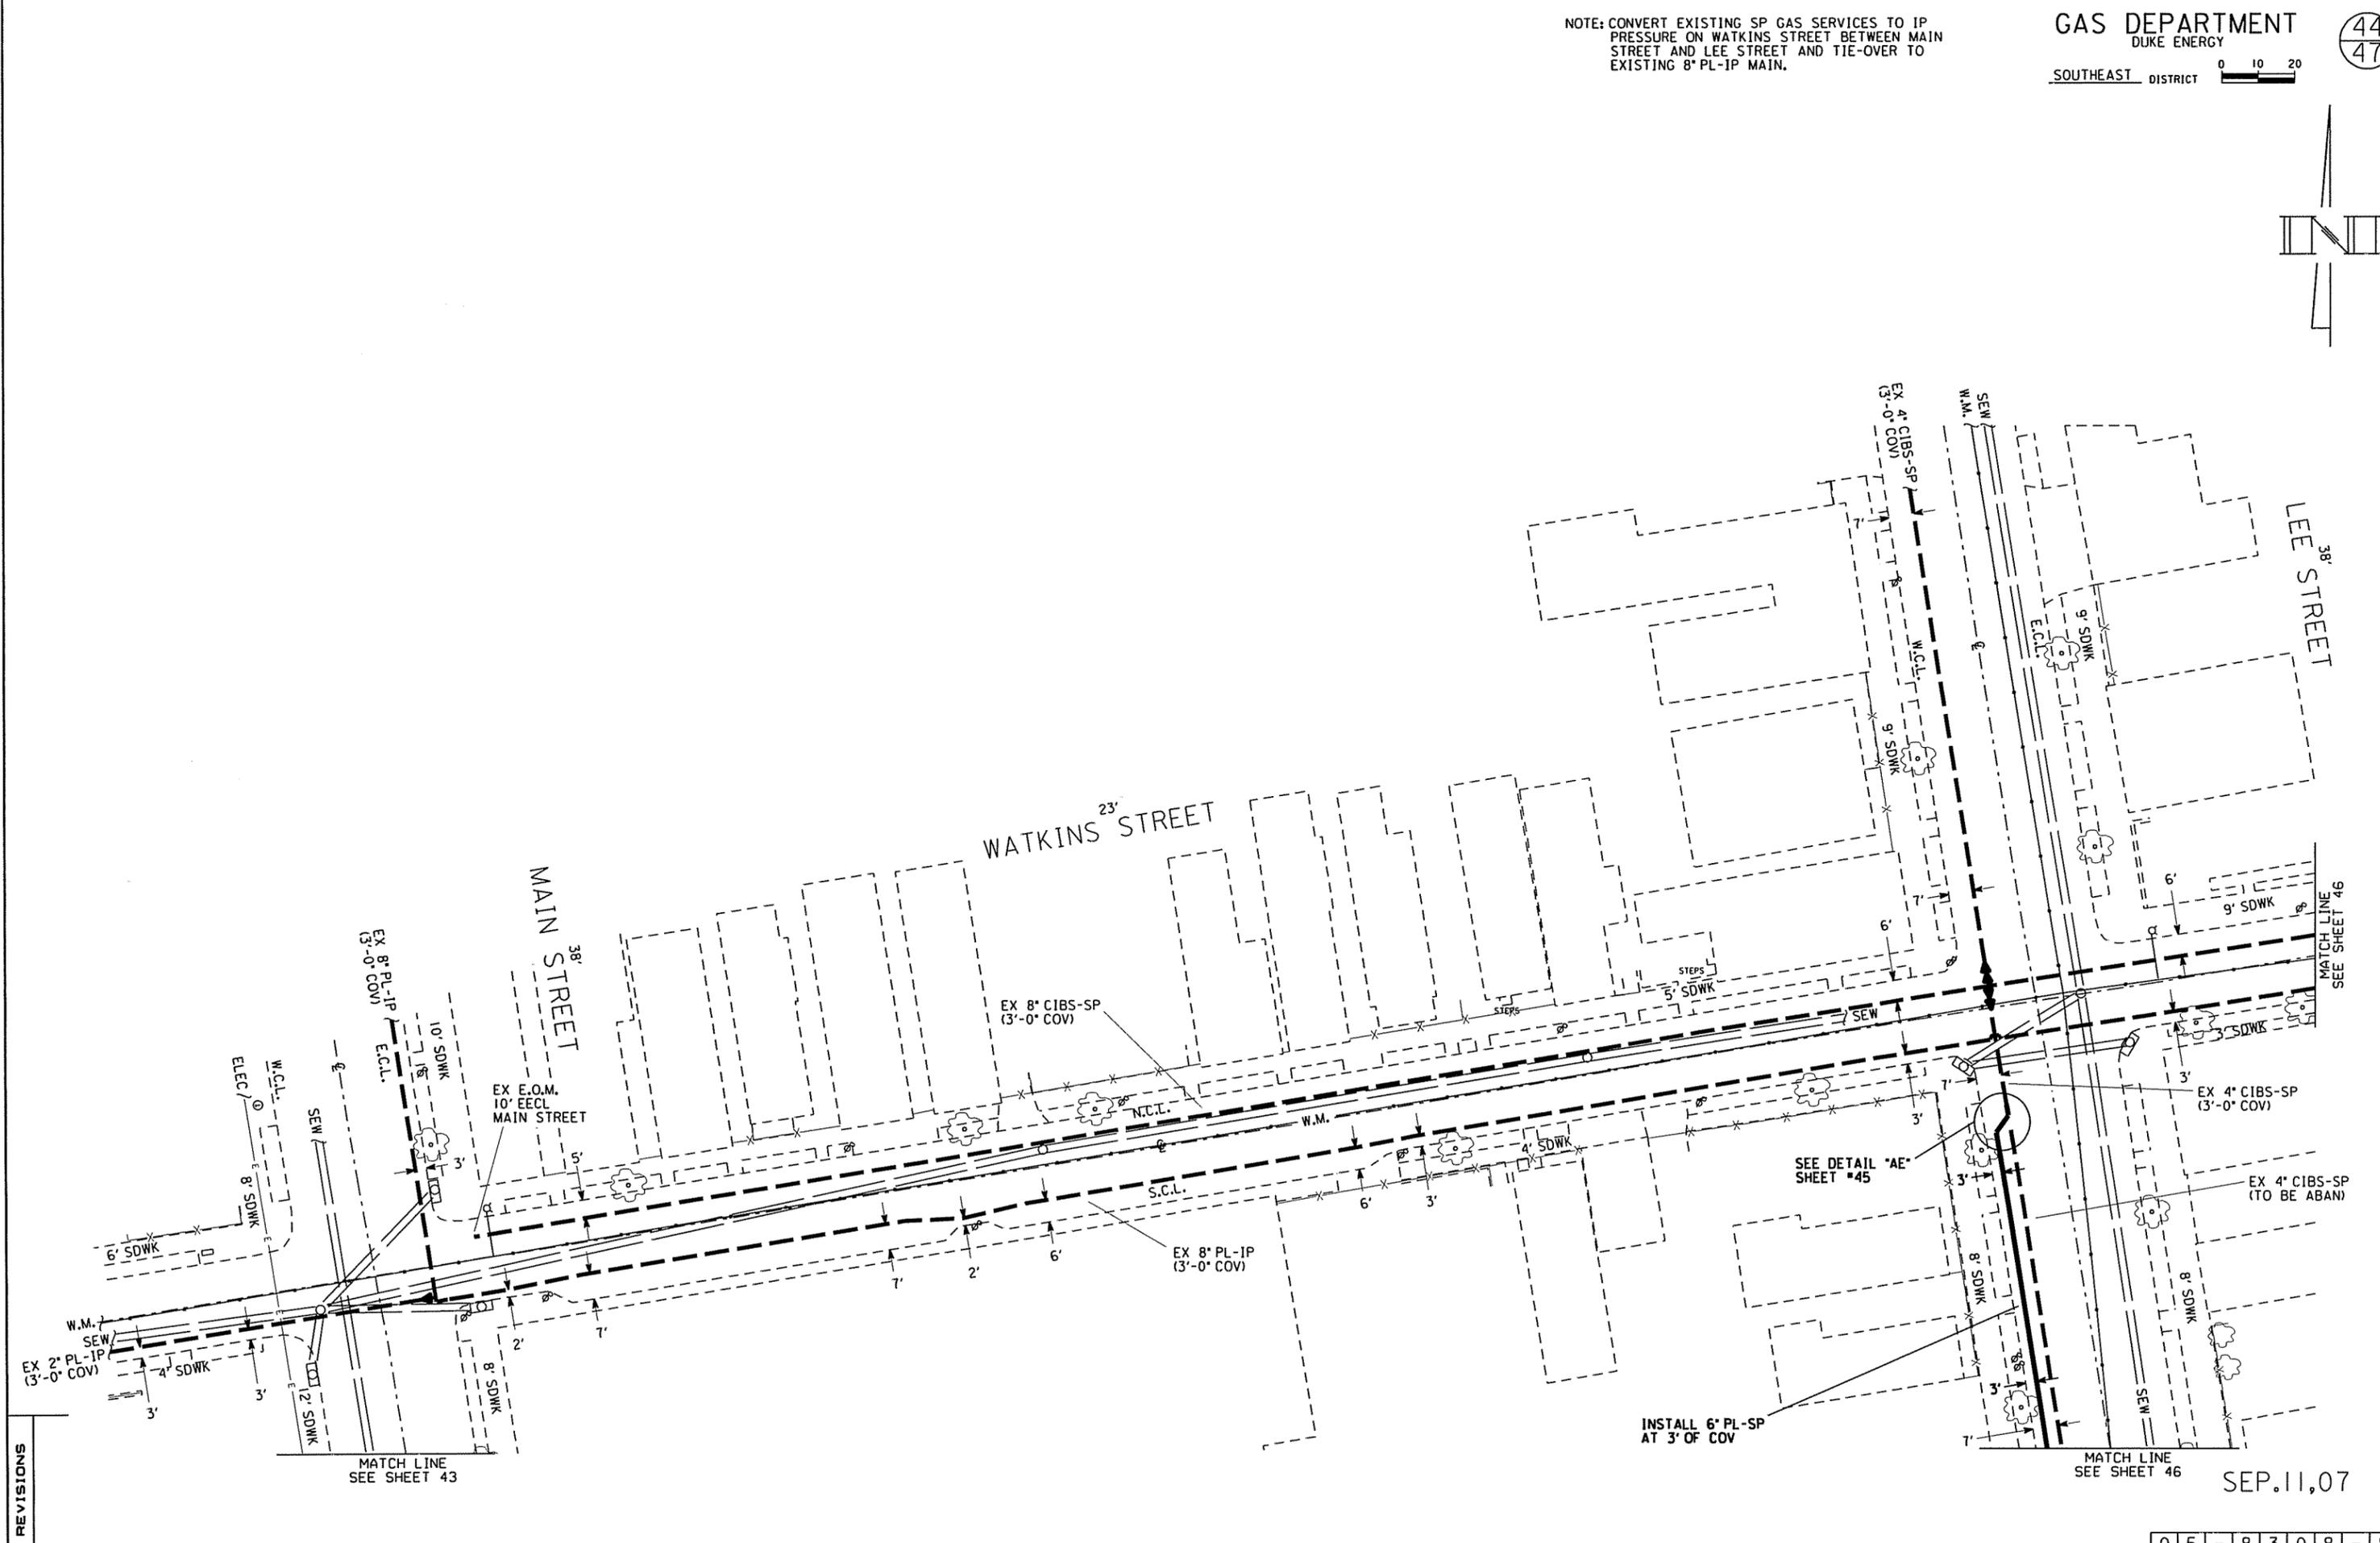 NOTE: CONVERT EXISTING SP GAS SERVICES TO IP
PRESSURE ON WATKINS STREET BETWEEN MAIN
STREET AND LEE STREET AND TIE-OVER TO
EXISTING 8" PL-IP MAIN.
GAS DEPARTMENT
DUKE ENERGY
SOUTHEAST DISTRICT
0 10 20
44
47
N
EX 4" CIBS-SP
(3'-0" COV)
W.M.
SEW
7'
LEE STREET
38'
W.C.L.
E.C.L.
9' SDWK
9' SDWK
7'
6'
6'
9' SDWK
MATCH LINE
SEE SHEET 46
WATKINS STREET
23'
MAIN STREET
38'
EX 8" PL-IP
(3'-0" COV)
E.C.L.
10' SDWK
3'
EX E.O.M.
10' EECL
MAIN STREET
5'
EX 8" CIBS-SP
(3'-0" COV)
N.C.L.
STEPS
STEPS
5' SDWK
SEW
W.M.
3' SDWK
3'
3'
7'
EX 4" CIBS-SP
(3'-0" COV)
SEE DETAIL "AE"
SHEET #45
EX 4" CIBS-SP
(TO BE ABAN)
ELEC
W.C.L.
SEW
8' SDWK
E
E
E
E
6' SDWK
S.C.L.
4' SDWK
6'
3'
EX 8" PL-IP
(3'-0" COV)
7'
2'
6'
2'
7'
W.M.
SEW
EX 2" PL-IP
(3'-0" COV)
4' SDWK
3'
3'
12' SDWK
8' SDWK
MATCH LINE
SEE SHEET 43
3'
8' SDWK
8' SDWK
3'
7'
SEW
INSTALL 6" PL-SP
AT 3' OF COV
MATCH LINE
SEE SHEET 46
SEP.11,07
REVISIONS